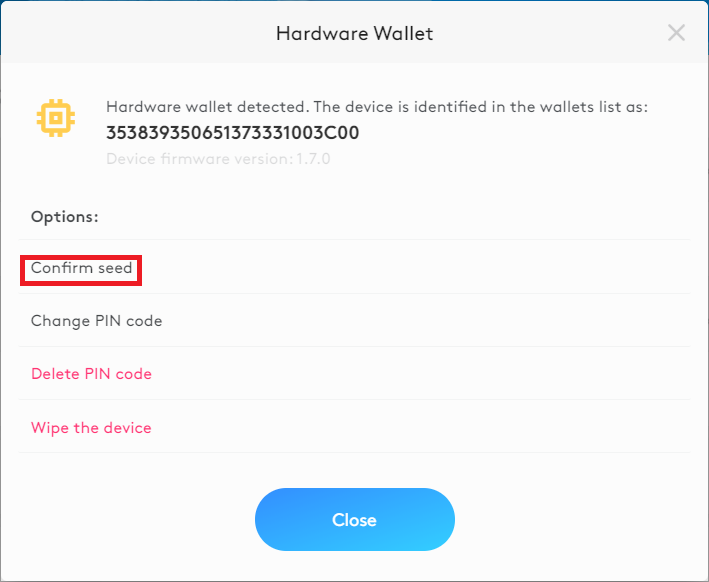 Hardware Wallet
Hardware wallet detected. The device is identified in the wallets list as:
353839350651373331003C00
Device firmware version: 1.7.0
Options:
Confirm seed
Change PIN code
Delete PIN code
Wipe the device
Close